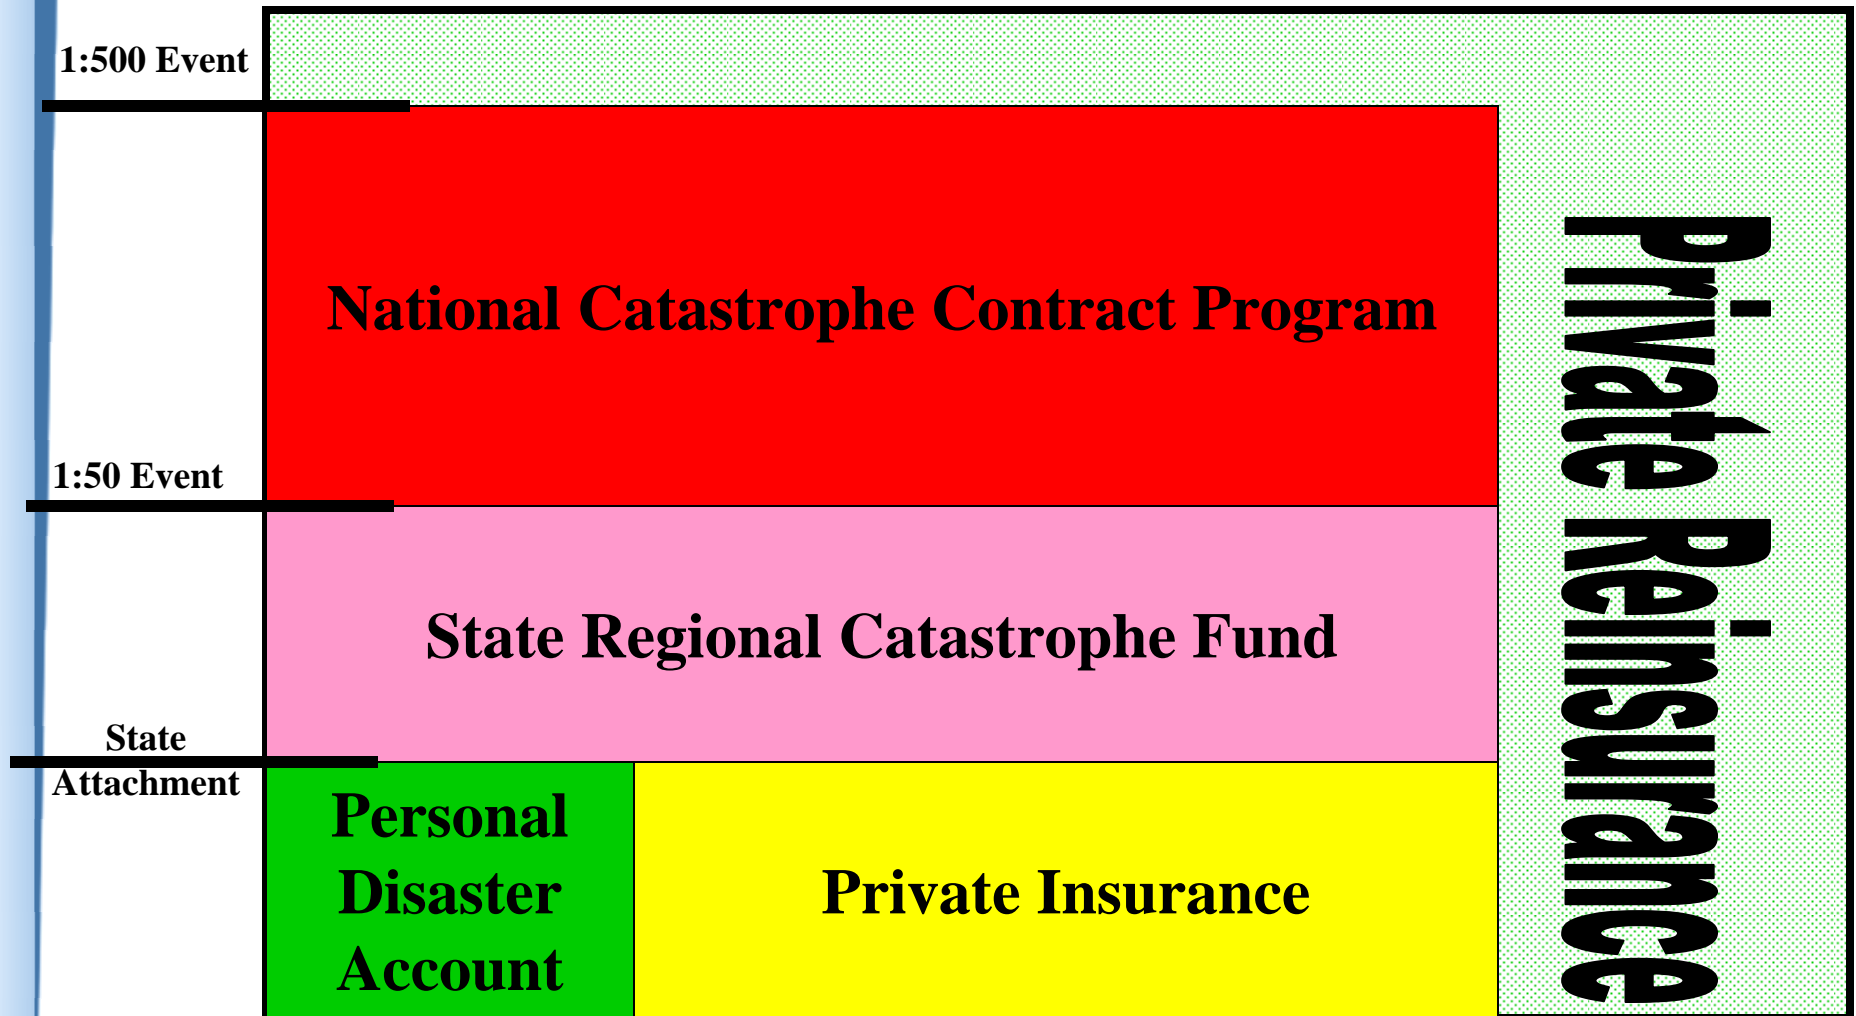 1:500 Event
National Catastrophe Contract Program
1:50 Event
State Regional Catastrophe Fund
State
Attachment
Personal
Disaster
Account
Private Insurance
Private Reinsurance